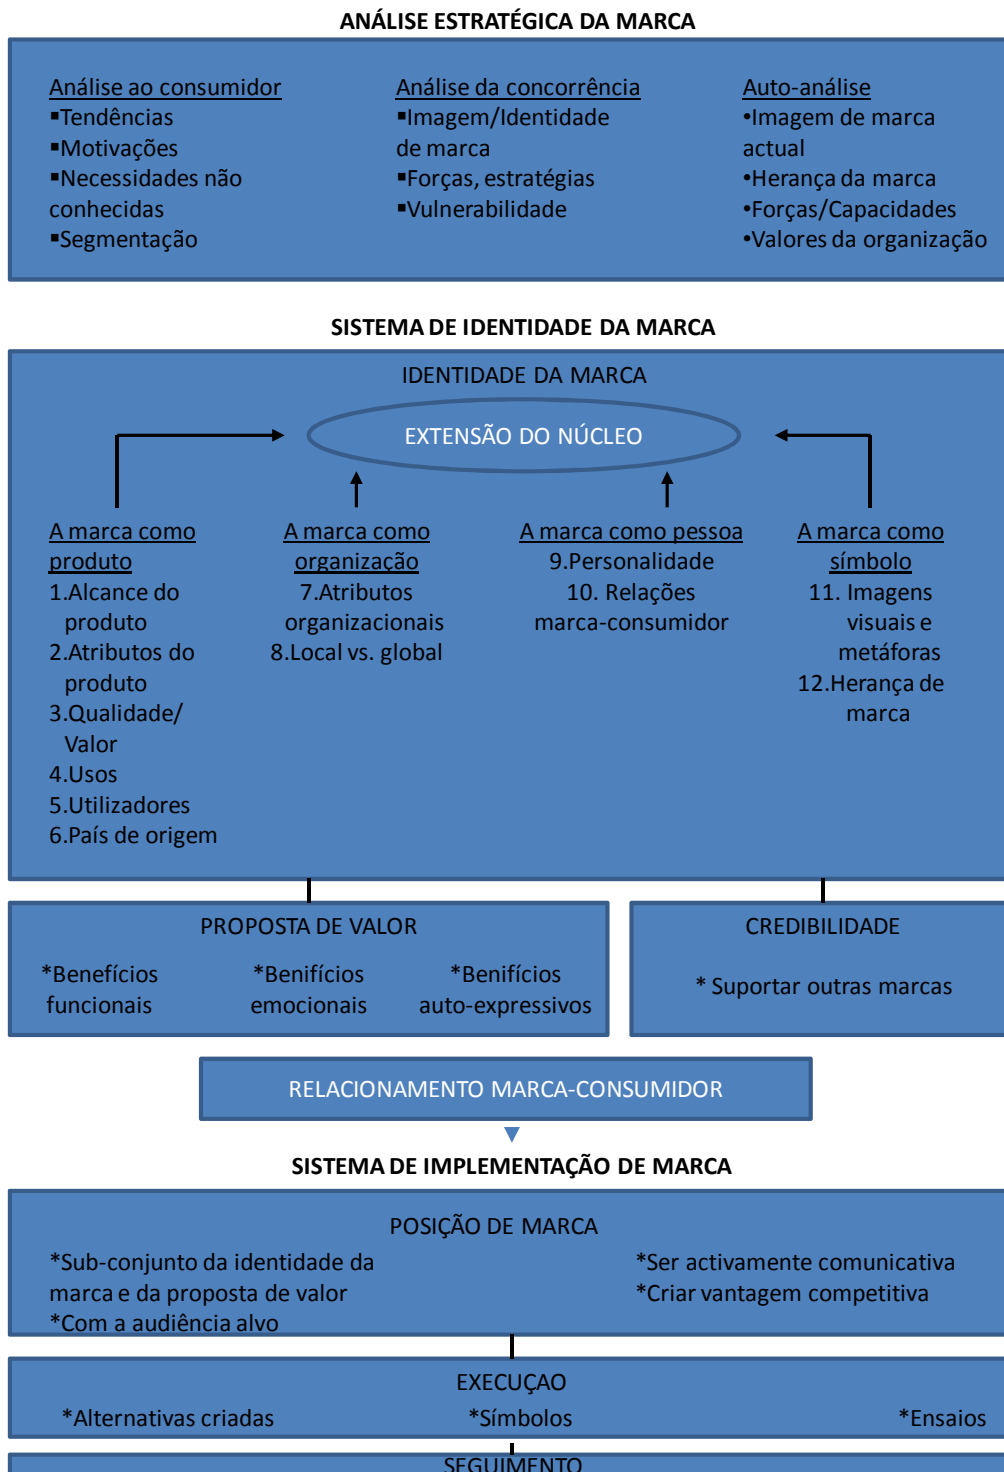 ANÁLISE ESTRATÉGICA DA MARCA
Análise ao consumidor
▪Tendências
▪Motivações
▪Necessidades não
conhecidas
▪Segmentação
Análise da concorrência
▪Imagem/Identidade
de marca
▪Forças, estratégias
▪Vulnerabilidade
Auto-análise
•Imagem de marca
actual
•Herança da marca
•Forças/Capacidades
•Valores da organização
SISTEMA DE IDENTIDADE DA MARCA
IDENTIDADE DA MARCA
EXTENSÃO DO NÚCLEO
A marca como
produto
1.Alcance do
produto
2.Atributos do
produto
3.Qualidade/
Valor
4.Usos
5.Utilizadores
6.País de origem
A marca como
organização
7.Atributos
organizacionais
8.Local vs. global
A marca como pessoa
9.Personalidade
10. Relações
marca-consumidor
A marca como
símbolo
11. Imagens
visuais e
metáforas
12.Herança de
marca
PROPOSTA DE VALOR
*Benefícios
funcionais
*Benifícios
emocionais
*Benifícios
auto-expressivos
CREDIBILIDADE
* Suportar outras marcas
RELACIONAMENTO MARCA-CONSUMIDOR
SISTEMA DE IMPLEMENTAÇÃO DE MARCA
POSIÇÃO DE MARCA
*Sub-conjunto da identidade da
marca e da proposta de valor
*Com a audiência alvo
*Ser activamente comunicativa
*Criar vantagem competitiva
EXECUÇAO
*Alternativas criadas
*Símbolos
*Ensaios
SEGUIMENTO